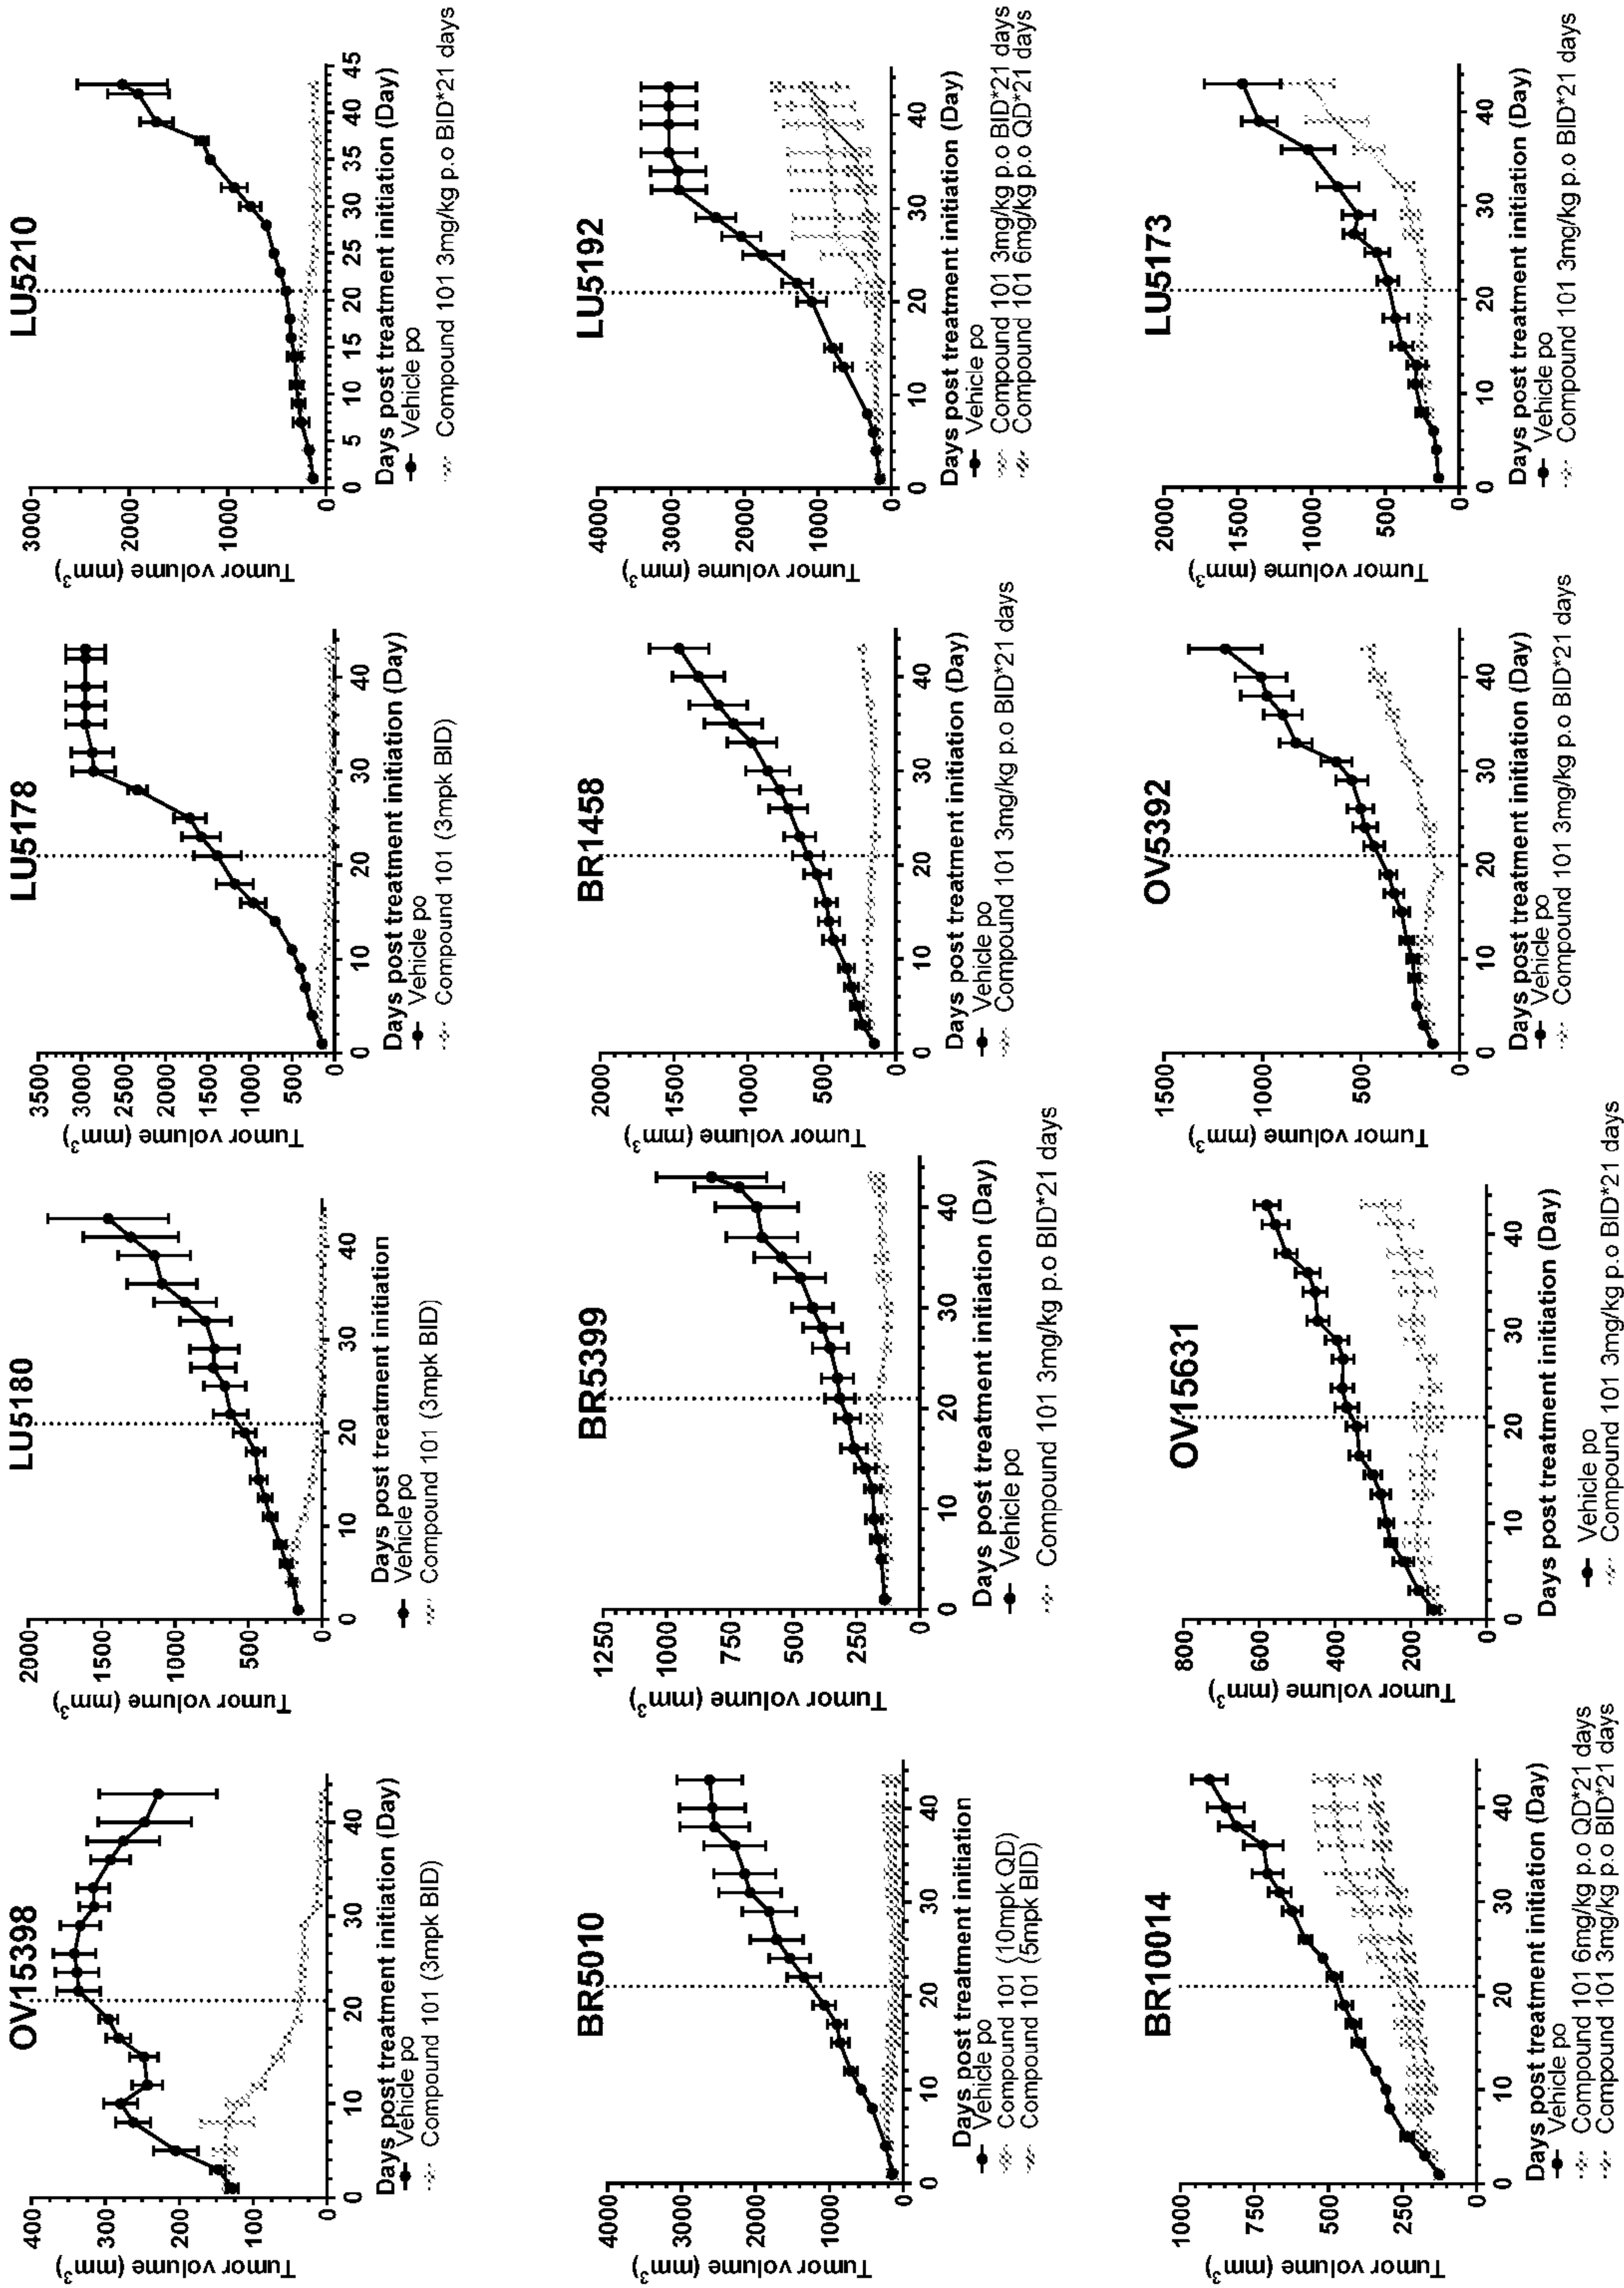 OV15398
Tumor volume (mm³)
4000
3000
2000
1000
0
0 10 20 30 40
Days post treatment initiation (Day)
Vehicle po
Compound 101 (3mpk BID)
LU5180
Tumor volume (mm³)
2000
1500
1000
500
0
0 10 20 30 40
Days post treatment initiation
Vehicle po
Compound 101 (3mpk BID)
LU5178
Tumor volume (mm³)
3500
3000
2500
2000
1500
1000
500
0
0 10 20 30 40
Days post treatment initiation (Day)
Vehicle po
Compound 101 (3mpk BID)
LU5210
Tumor volume (mm³)
3000
2000
1000
0
0 5 10 15 20 25 30 35 40 45
Days post treatment initiation (Day)
Vehicle po
Compound 101 3mg/kg p.o BID*21 days
BR5010
Tumor volume (mm³)
4000
3000
2000
1000
0
0 10 20 30 40
Days post treatment initiation
Vehicle po
Compound 101 (10mpk QD)
Compound 101 (5mpk BID)
BR5399
Tumor volume (mm³)
1250
1000
750
500
250
0
0 10 20 30 40
Days post treatment initiation (Day)
Vehicle po
Compound 101 3mg/kg p.o BID*21 days
BR1458
Tumor volume (mm³)
2000
1500
1000
500
0
0 10 20 30 40
Days post treatment initiation (Day)
Vehicle po
Compound 101 3mg/kg p.o BID*21 days
LU5192
Tumor volume (mm³)
4000
3000
2000
1000
0
0 10 20 30 40
Days post treatment initiation (Day)
Vehicle po
Compound 101 3mg/kg p.o BID*21 days
Compound 101 6mg/kg p.o QD*21 days
BR10014
Tumor volume (mm³)
1000
750
500
250
0
0 10 20 30 40
Days post treatment initiation (Day)
Vehicle po
Compound 101 6mg/kg p.o QD*21 days
Compound 101 3mg/kg p.o BID*21 days
OV15631
Tumor volume (mm³)
800
600
400
200
0
0 10 20 30 40
Days post treatment initiation (Day)
Vehicle po
Compound 101 3mg/kg p.o BID*21 days
OV5392
Tumor volume (mm³)
1500
1000
500
0
0 10 20 30 40
Days post treatment initiation (Day)
Vehicle po
Compound 101 3mg/kg p.o BID*21 days
LU5173
Tumor volume (mm³)
2000
1500
1000
500
0
0 10 20 30 40
Days post treatment initiation (Day)
Vehicle po
Compound 101 3mg/kg p.o BID*21 days